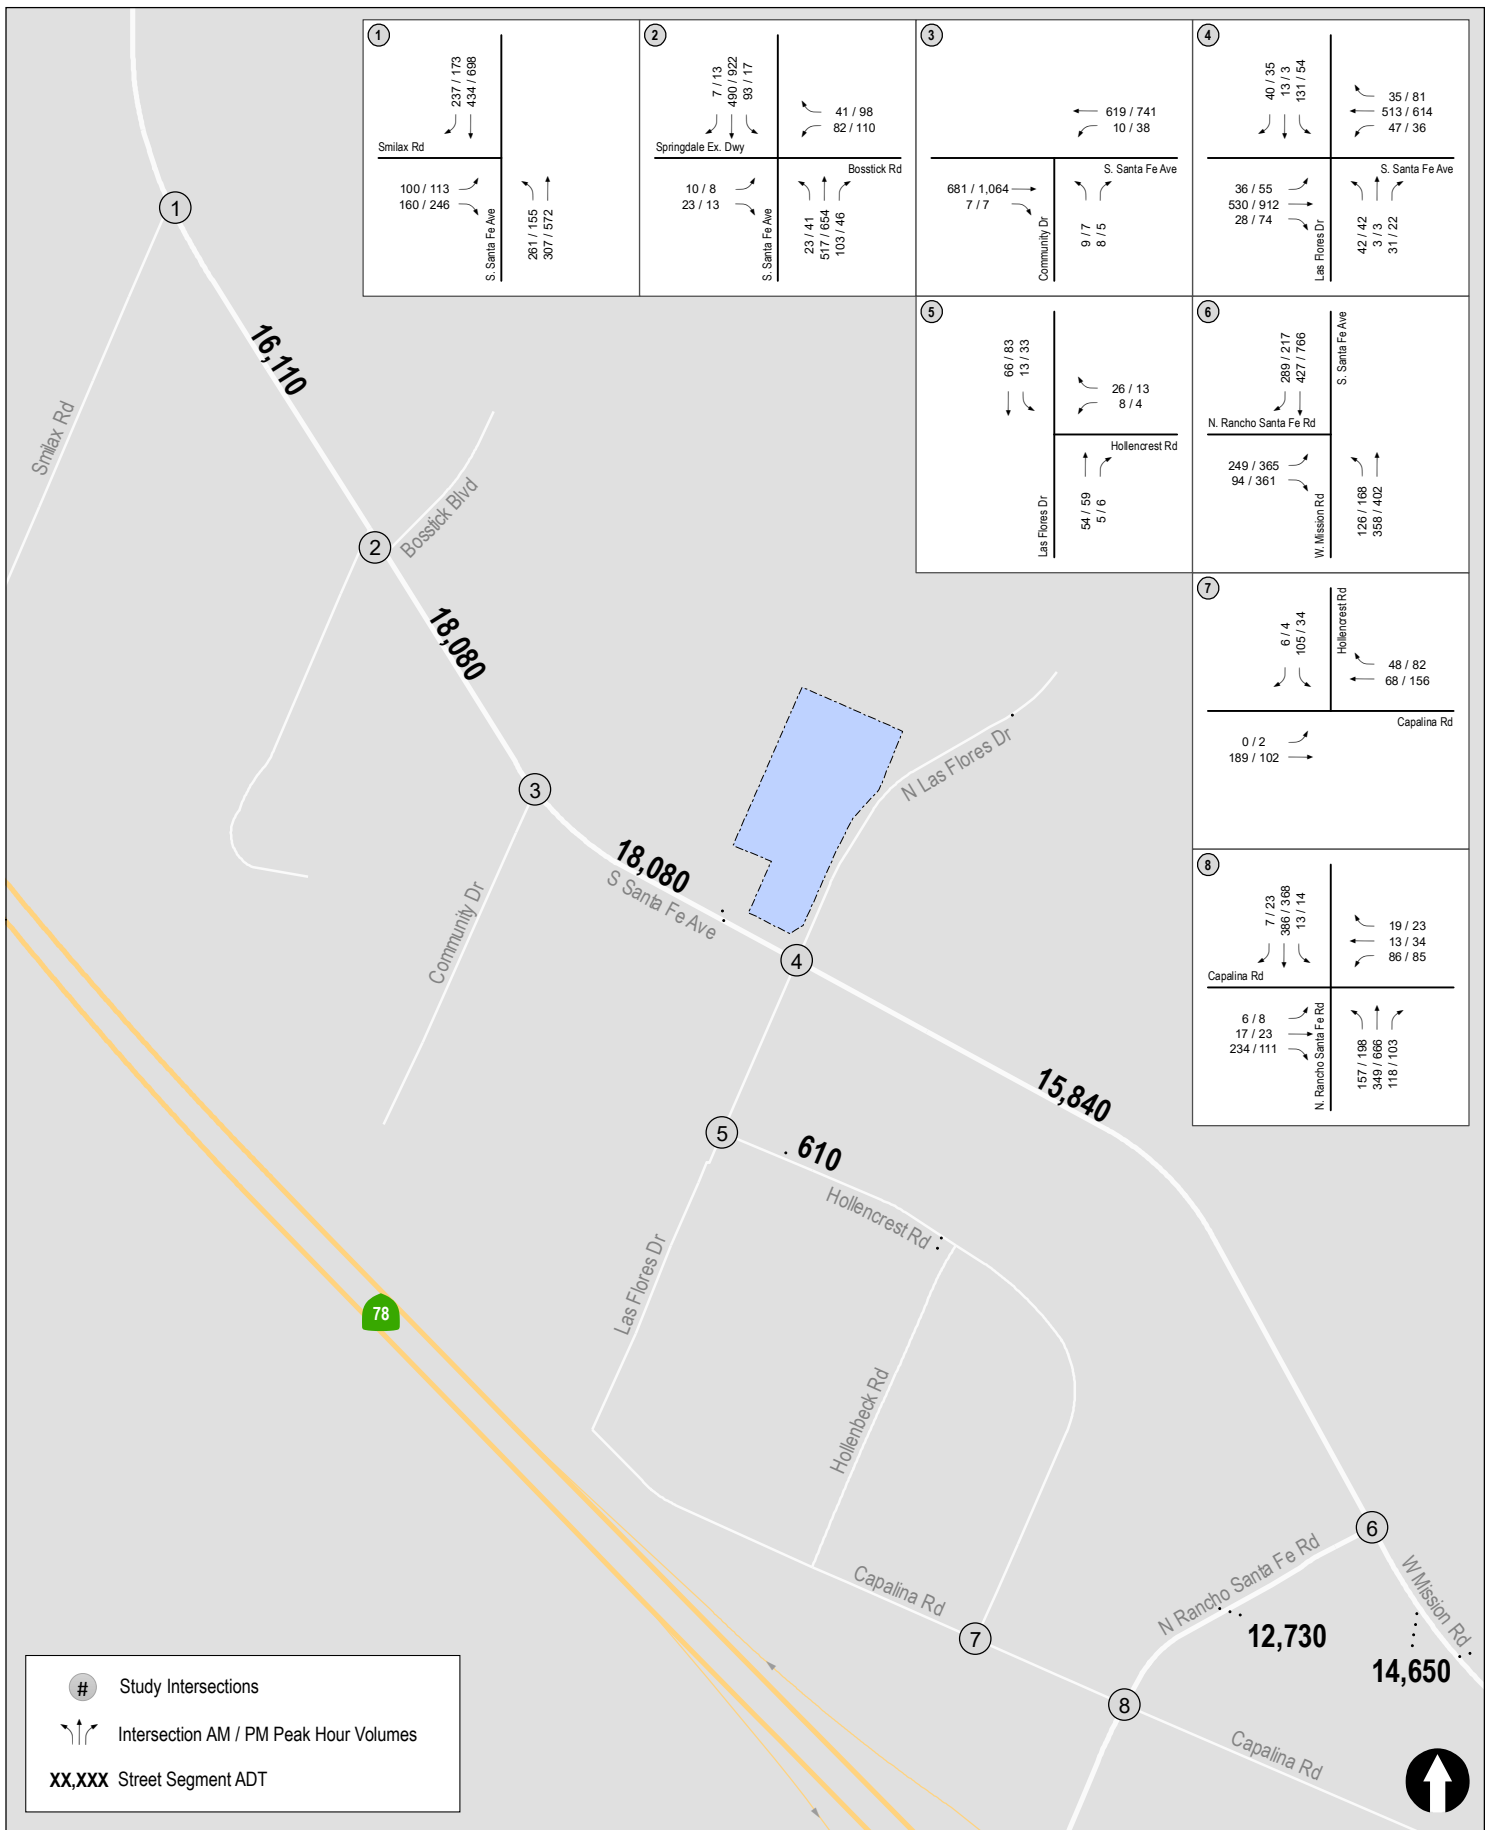 1
237 / 173
434 / 698
Smilax Rd
100 / 113
160 / 246
S. Santa Fe Ave
261 / 155
307 / 572
2
7 / 13
490 / 922
93 / 17
41 / 98
82 / 110
Springdale Ex. Dwy
Bosstick Rd
10 / 8
23 / 13
S. Santa Fe Ave
23 / 41
517 / 654
103 / 46
3
619 / 741
10 / 38
S. Santa Fe Ave
681 / 1,064
7 / 7
Community Dr
9 / 7
8 / 5
4
40 / 35
13 / 3
131 / 54
35 / 81
513 / 614
47 / 36
S. Santa Fe Ave
36 / 55
530 / 912
28 / 74
Las Flores Dr
42 / 42
3 / 3
31 / 22
5
66 / 83
13 / 33
26 / 13
8 / 4
Hollencrest Rd
Las Flores Dr
54 / 59
5 / 6
6
289 / 217
427 / 766
S. Santa Fe Ave
N. Rancho Santa Fe Rd
249 / 365
94 / 361
W. Mission Rd
126 / 168
358 / 402
7
6 / 4
105 / 34
Hollencrest Rd
48 / 82
68 / 156
Capalina Rd
0 / 2
189 / 102
8
7 / 23
386 / 368
13 / 14
19 / 23
13 / 34
86 / 85
Capalina Rd
6 / 8
17 / 23
234 / 111
N. Rancho Santa Fe Rd
157 / 198
349 / 666
118 / 103
1
16,110
Smilax Rd
2
Bosstick Blvd
18,080
3
N Las Flores Dr
18,080
S Santa Fe Ave
Community Dr
4
15,840
5
610
Hollencrest Rd
Las Flores Dr
78
Hollenbeck Rd
6
N Rancho Santa Fe Rd
W Mission Rd
Capalina Rd
7
12,730
14,650
8
Capalina Rd
# Study Intersections
Intersection AM / PM Peak Hour Volumes
XX,XXX Street Segment ADT